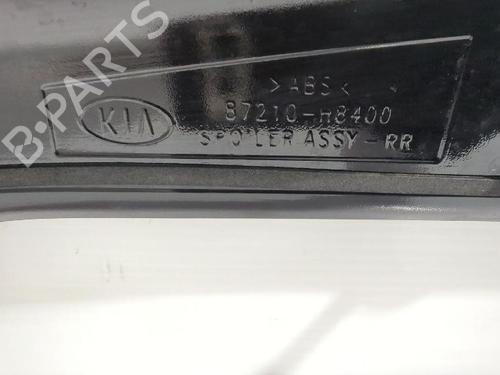 >ABS<
87210-H8400
KIA
SPOILER ASSY-RR
B-PARTS